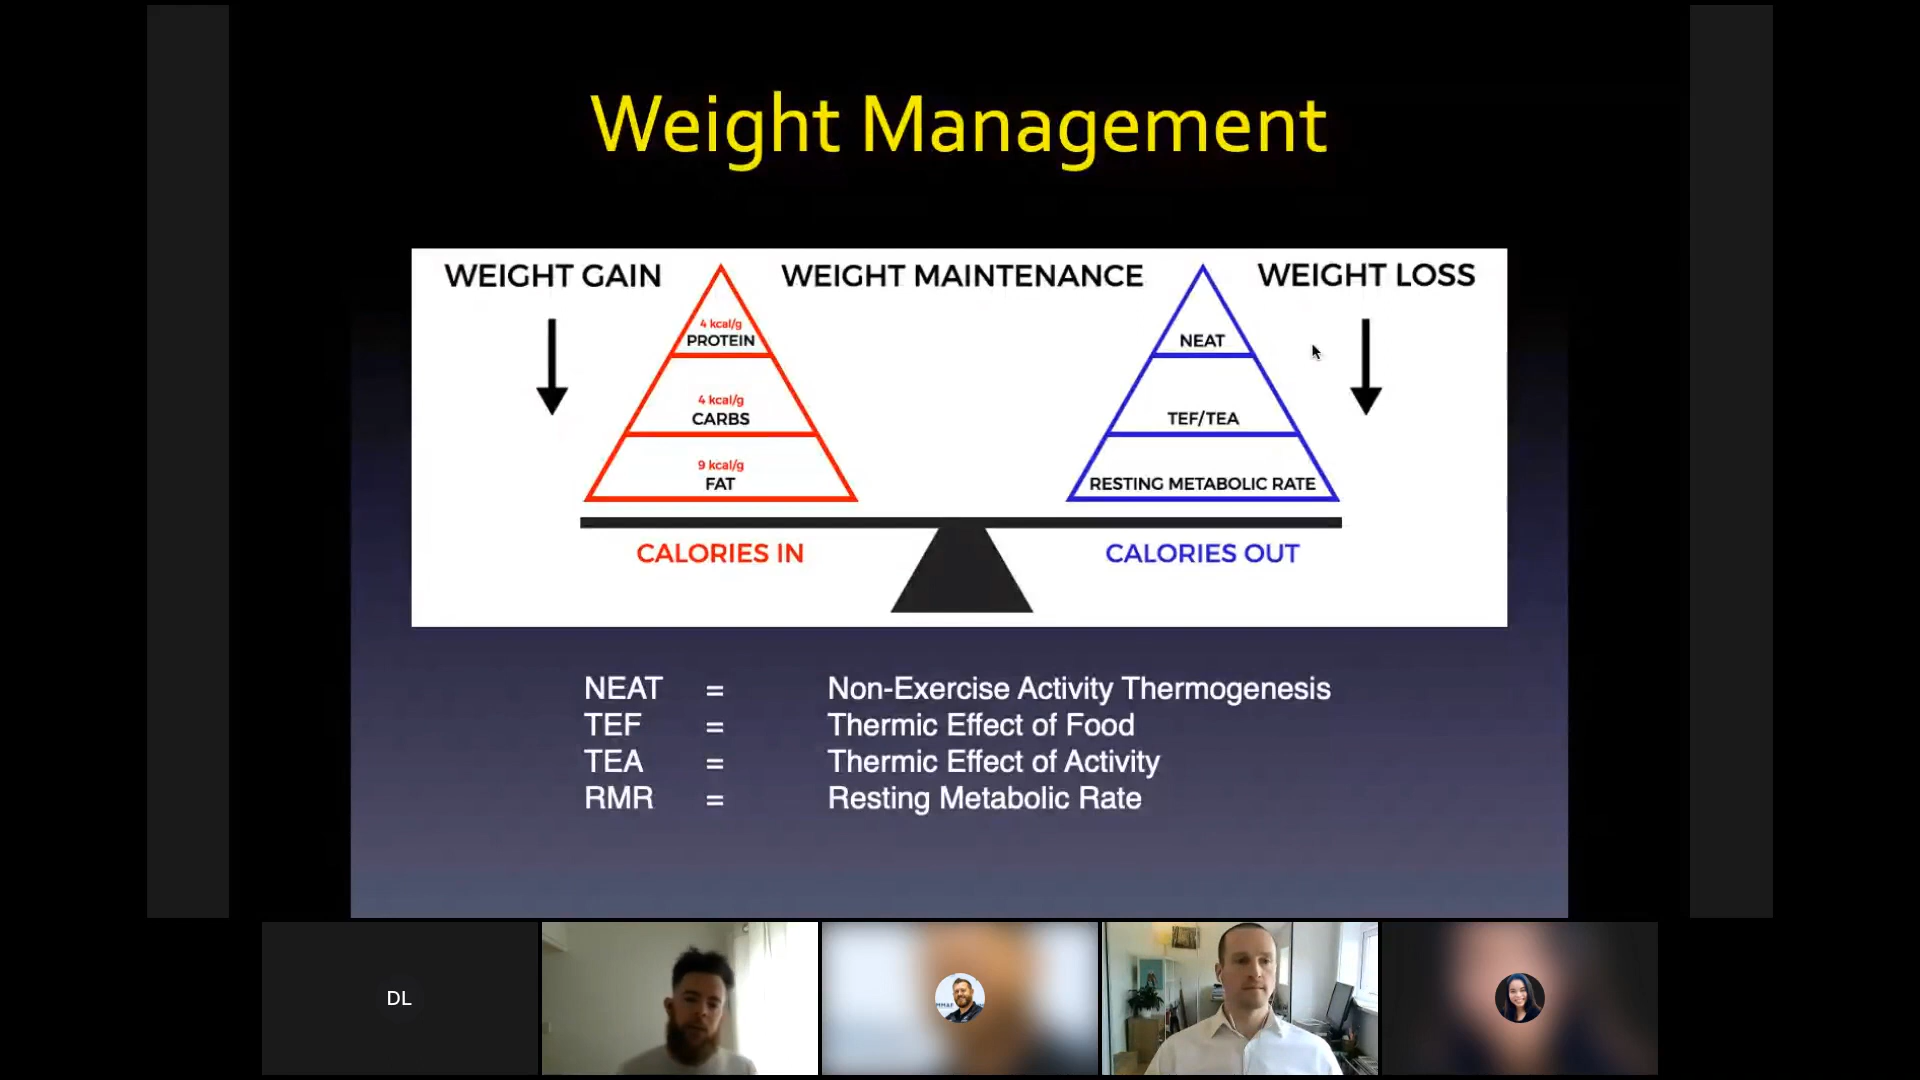 Weight Management
WEIGHT GAIN
WEIGHT MAINTENANCE
WEIGHT LOSS
4 kcal/g
PROTEIN
4 kcal/g
CARBS
9 kcal/g
FAT
NEAT
TEF/TEA
RESTING METABOLIC RATE
CALORIES IN
CALORIES OUT
NEAT = Non-Exercise Activity Thermogenesis
TEF = Thermic Effect of Food
TEA = Thermic Effect of Activity
RMR = Resting Metabolic Rate
DL